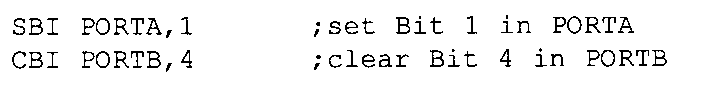 SBI PORTA,1 ;set Bit 1 in PORTA
CBI PORTB,4 ;clear Bit 4 in PORTB